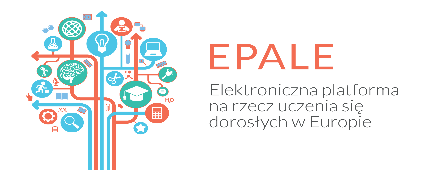 EPALE
Elektroniczna platforma
na rzecz uczenia się
dorosłych w Europie